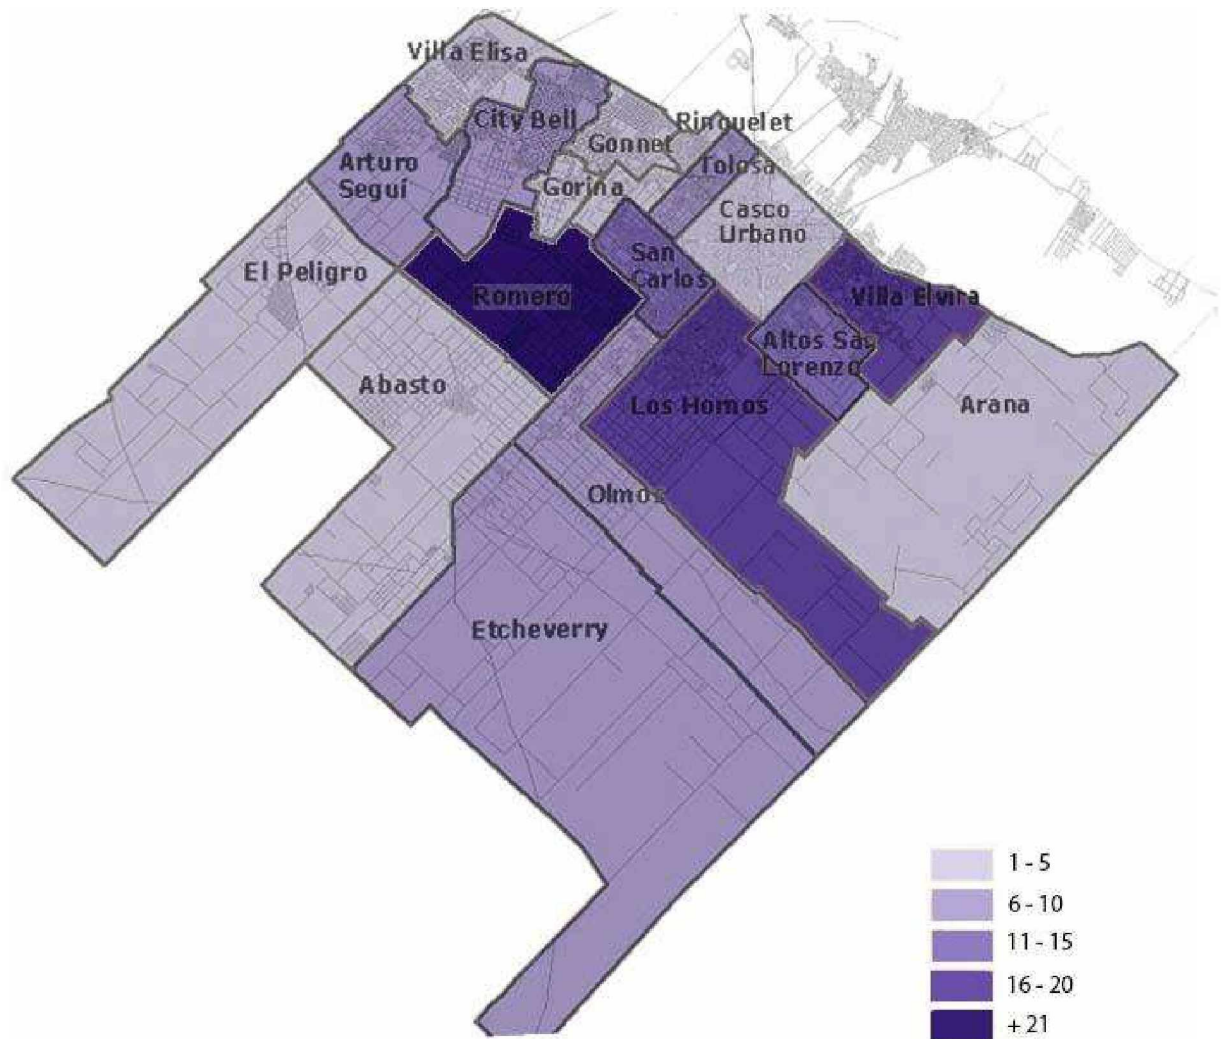 Villa Elisa
City Bell
Ringuelet
Gonnet
Arturo
Seguí
Tolosa
Gorina
Casco
Urbano
El Peligro
San
Carlos
Romero
Villa Elvira
Altos San
Lorenzo
Abasto
Los Hornos
Arana
Olmos
Etcheverry
1 - 5
6 - 10
11 - 15
16 - 20
+ 21